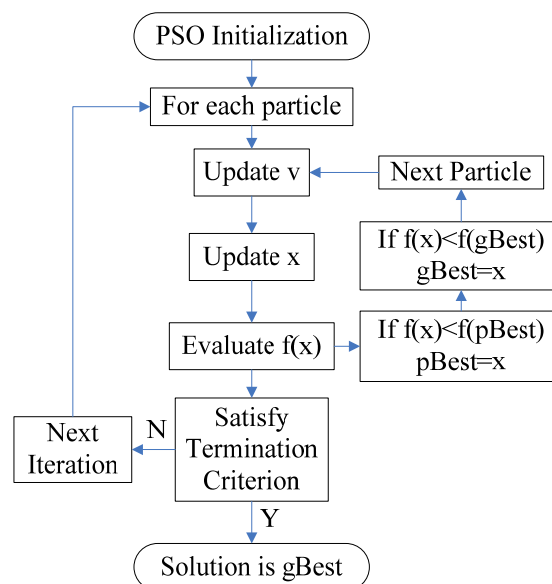 PSO Initialization
For each particle
Update v
Next Particle
Update x
If f(x)<f(gBest)
gBest=x
Evaluate f(x)
If f(x)<f(pBest)
pBest=x
Satisfy
Termination
Criterion
N
Next
Iteration
Y
Solution is gBest